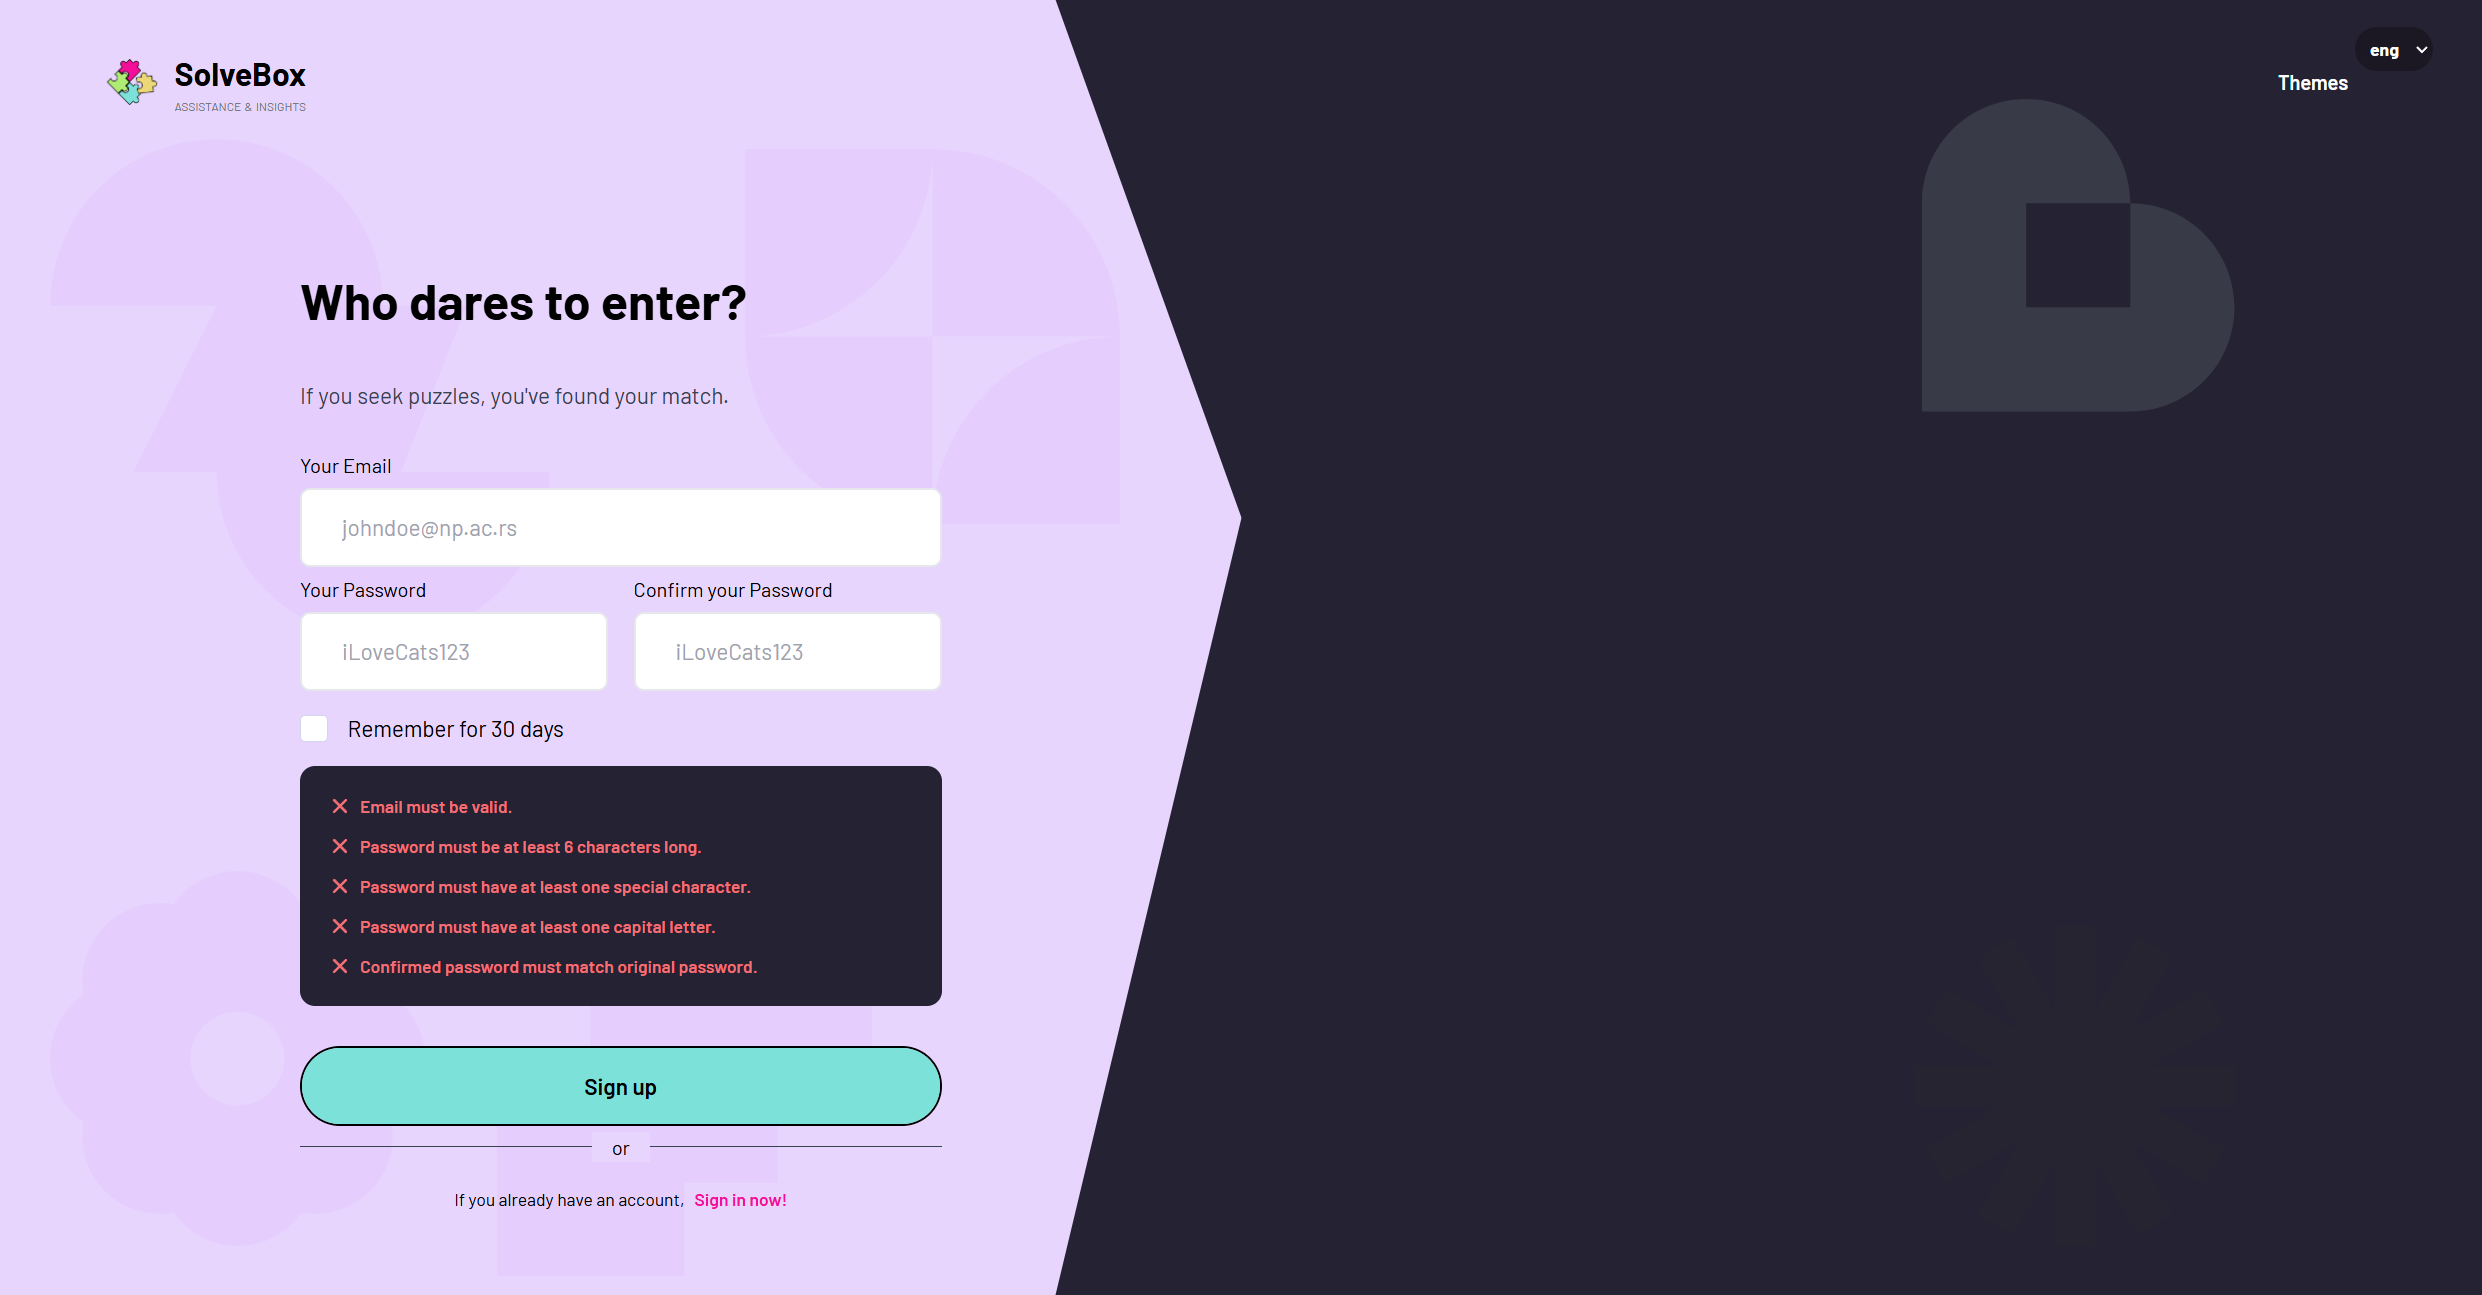 SolveBox
ASSISTANCE & INSIGHTS
eng
Themes
Who dares to enter?
If you seek puzzles, you've found your match.
Your Email
johndoe@np.ac.rs
Your Password
Confirm your Password
iLoveCats123
iLoveCats123
Remember for 30 days
Email must be valid.
Password must be at least 6 characters long.
Password must have at least one special character.
Password must have at least one capital letter.
Confirmed password must match original password.
Sign up
or
If you already have an account, Sign in now!